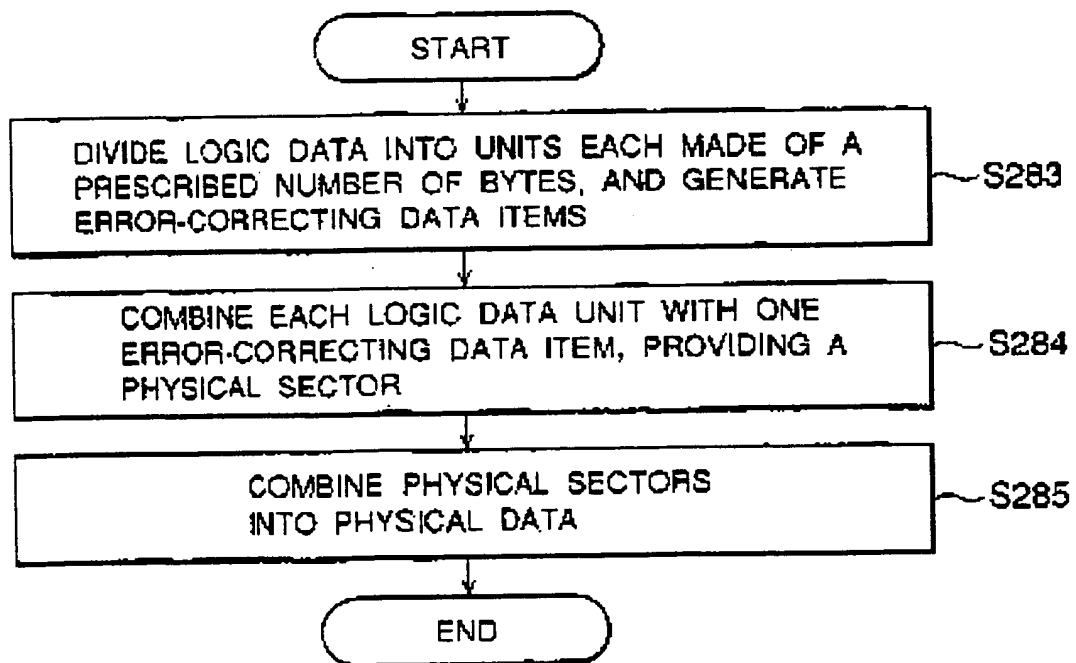 START
DIVIDE LOGIC DATA INTO UNITS EACH MADE OF A
PRESCRIBED NUMBER OF BYTES, AND GENERATE
ERROR-CORRECTING DATA ITEMS
S283
COMBINE EACH LOGIC DATA UNIT WITH ONE
ERROR-CORRECTING DATA ITEM, PROVIDING A
PHYSICAL SECTOR
S284
COMBINE PHYSICAL SECTORS
INTO PHYSICAL DATA
S285
END